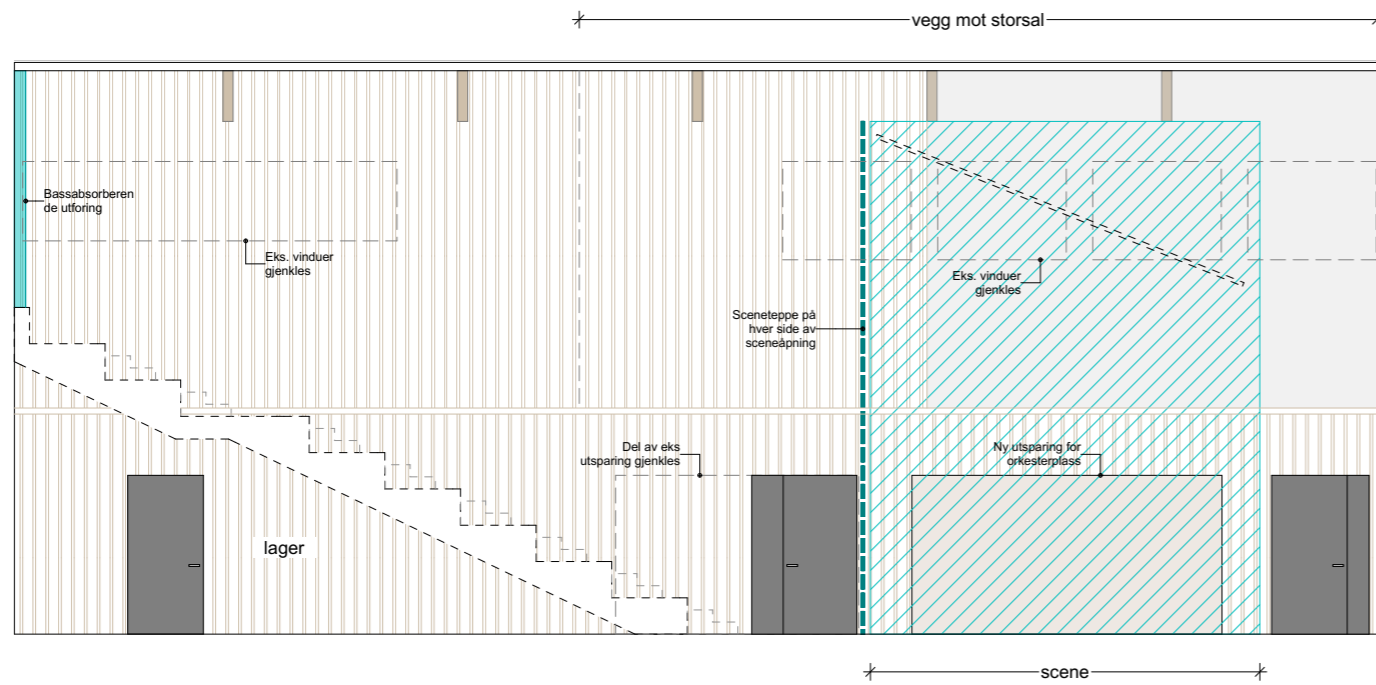 vegg mot storsal
Bassabsorberen
de utforing
Eks. vinduer
gjenkles
Eks. vinduer
gjenkles
Sceneteppe på
hver side av
sceneåpning
Del av eks
utsparing gjenkles
Ny utsparing for
orkesterplass
lager
scene